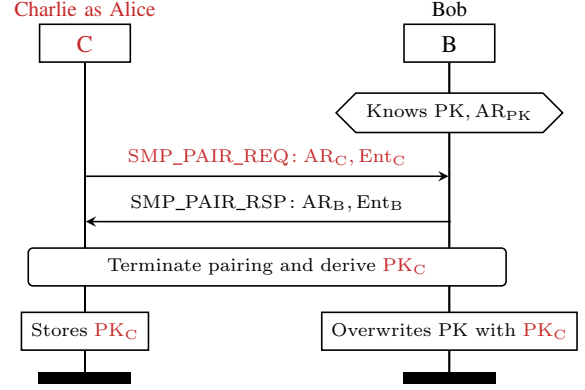 Charlie as Alice
Bob
C
B
Knows PK, AR_PK
SMP_PAIR_REQ: AR_C, Ent_C
SMP_PAIR_RSP: AR_B, Ent_B
Terminate pairing and derive PK_C
Stores PK_C
Overwrites PK with PK_C